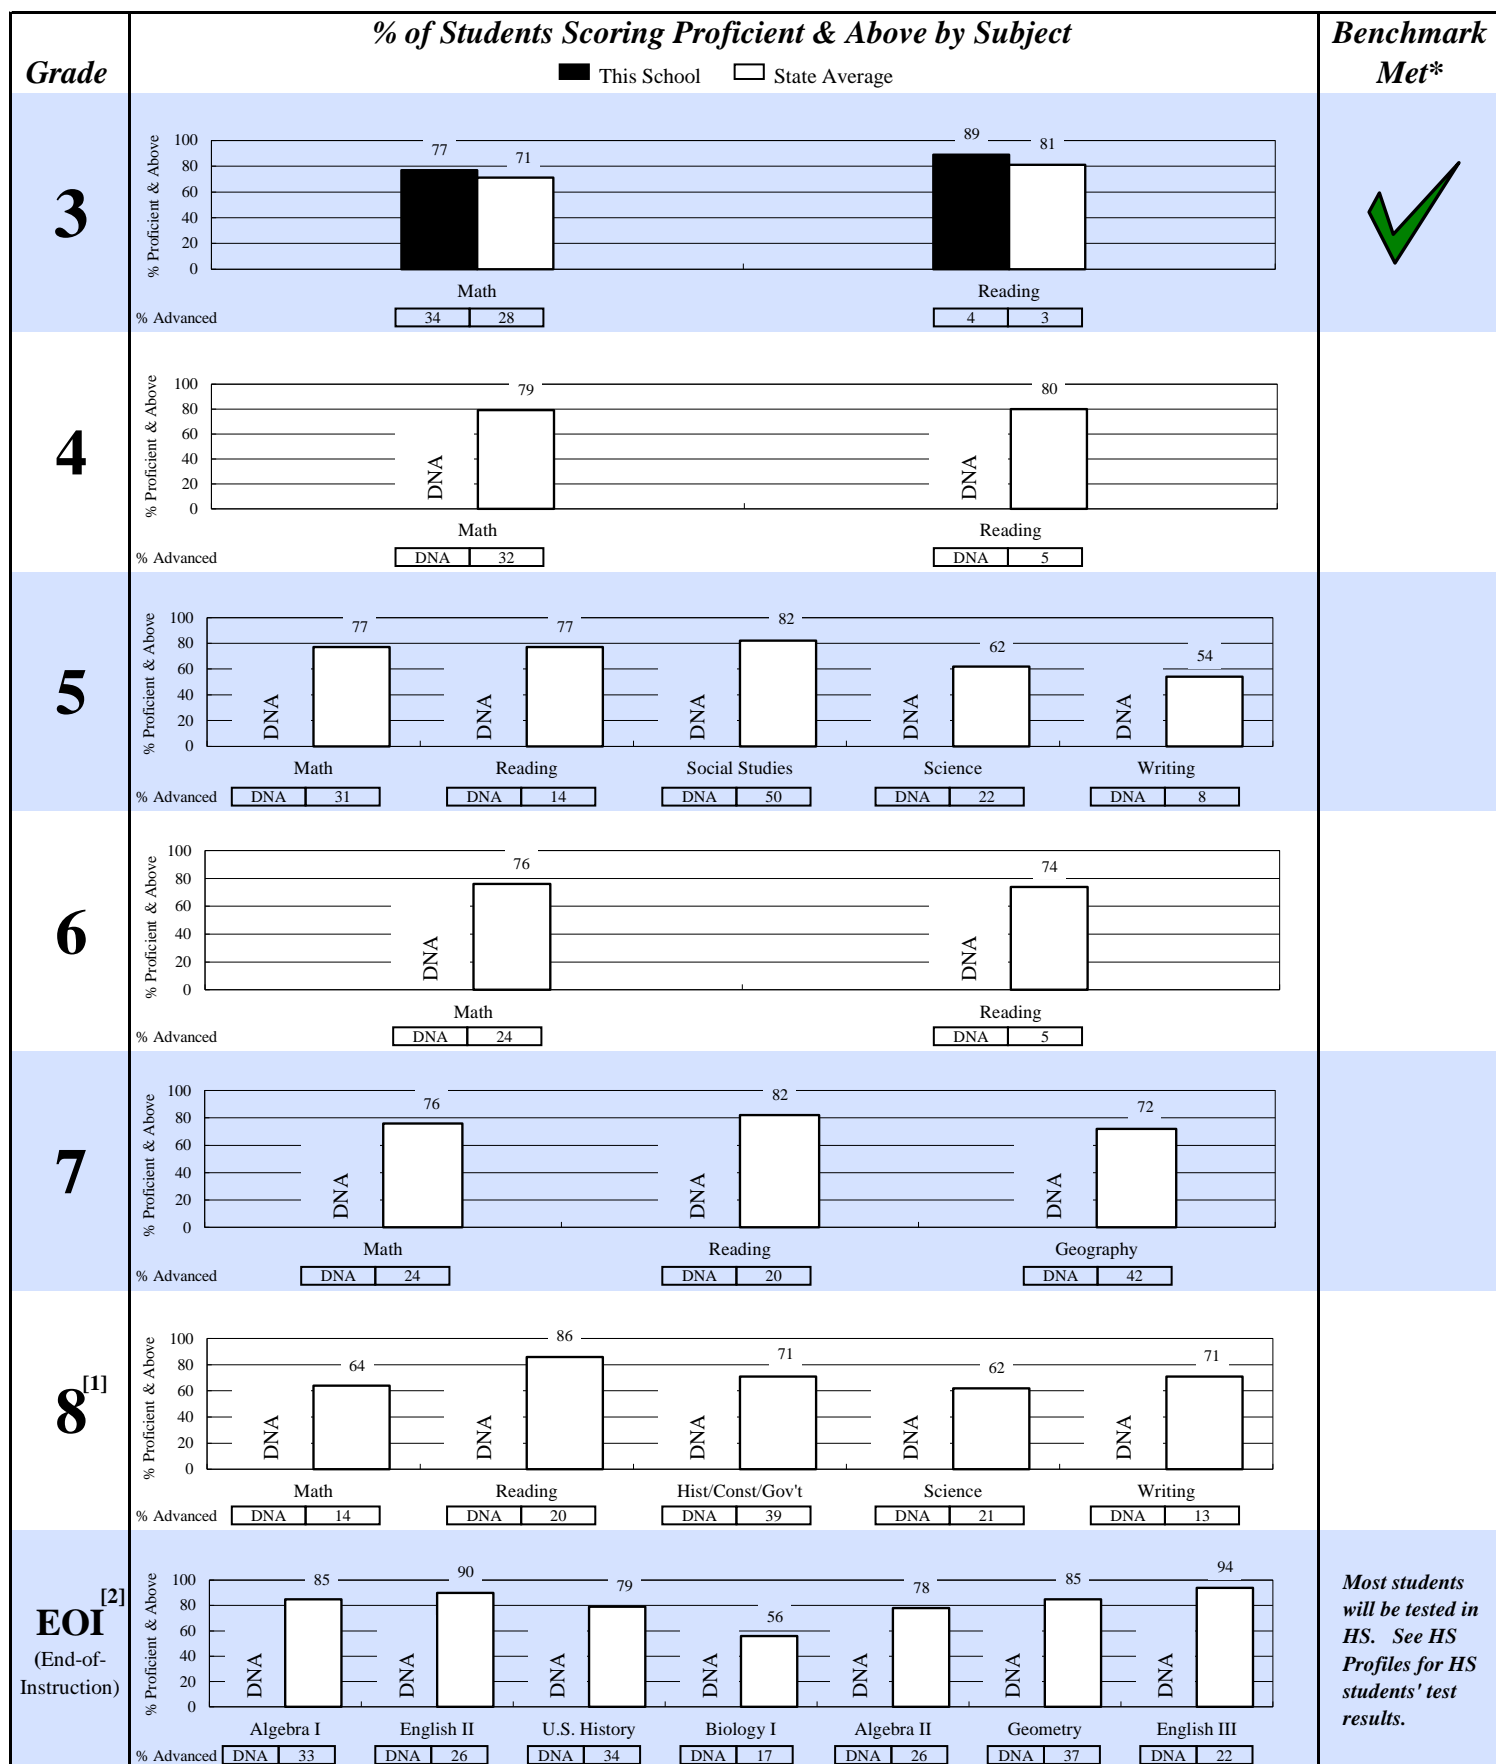 % of Students Scoring Proficient & Above by Subject
Benchmark
Met*
Grade
This School
State Average
3
% Proficient & Above
100
80
60
40
20
0
77
71
89
81
Math
Reading
% Advanced
34 28
4 3
4
% Proficient & Above
100
80
60
40
20
0
DNA
79
DNA
80
Math
Reading
% Advanced
DNA 32
DNA 5
5
% Proficient & Above
100
80
60
40
20
0
DNA
77
DNA
77
DNA
82
DNA
62
DNA
54
Math
Reading
Social Studies
Science
Writing
% Advanced
DNA 31
DNA 14
DNA 50
DNA 22
DNA 8
6
% Proficient & Above
100
80
60
40
20
0
DNA
76
DNA
74
Math
Reading
% Advanced
DNA 24
DNA 5
7
% Proficient & Above
100
80
60
40
20
0
DNA
76
DNA
82
DNA
72
Math
Reading
Geography
% Advanced
DNA 24
DNA 20
DNA 42
8[1]
% Proficient & Above
100
80
60
40
20
0
DNA
64
DNA
86
DNA
71
DNA
62
DNA
71
Math
Reading
Hist/Const/Gov't
Science
Writing
% Advanced
DNA 14
DNA 20
DNA 39
DNA 21
DNA 13
EOI[2]
(End-of-
Instruction)
% Proficient & Above
100
80
60
40
20
0
DNA
85
DNA
90
DNA
79
DNA
56
DNA
78
DNA
85
DNA
94
Algebra I
English II
U.S. History
Biology I
Algebra II
Geometry
English III
% Advanced
DNA 33
DNA 26
DNA 34
DNA 17
DNA 26
DNA 37
DNA 22
Most students
will be tested in
HS. See HS
Profiles for HS
students' test
results.